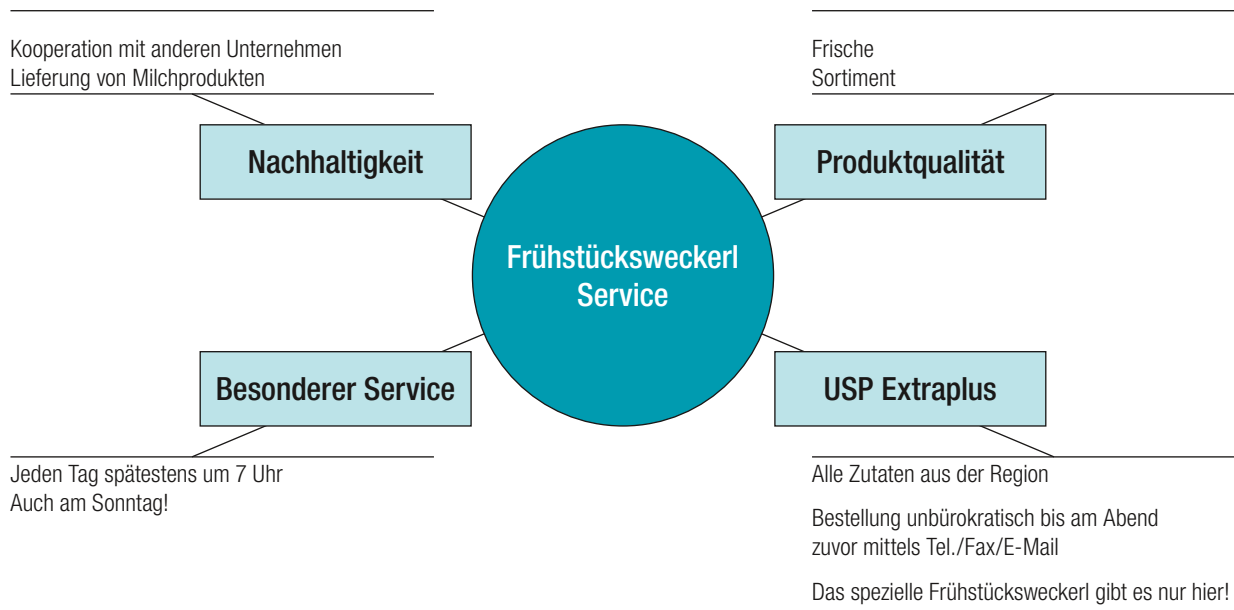 Kooperation mit anderen Unternehmen
Lieferung von Milchprodukten
Nachhaltigkeit
Frische
Sortiment
Produktqualität
Frühstücksweckerl
Service
Besonderer Service
Jeden Tag spätestens um 7 Uhr
Auch am Sonntag!
USP Extraplus
Alle Zutaten aus der Region
Bestellung unbürokratisch bis am Abend
zuvor mittels Tel./Fax/E-Mail
Das spezielle Frühstücksweckerl gibt es nur hier!